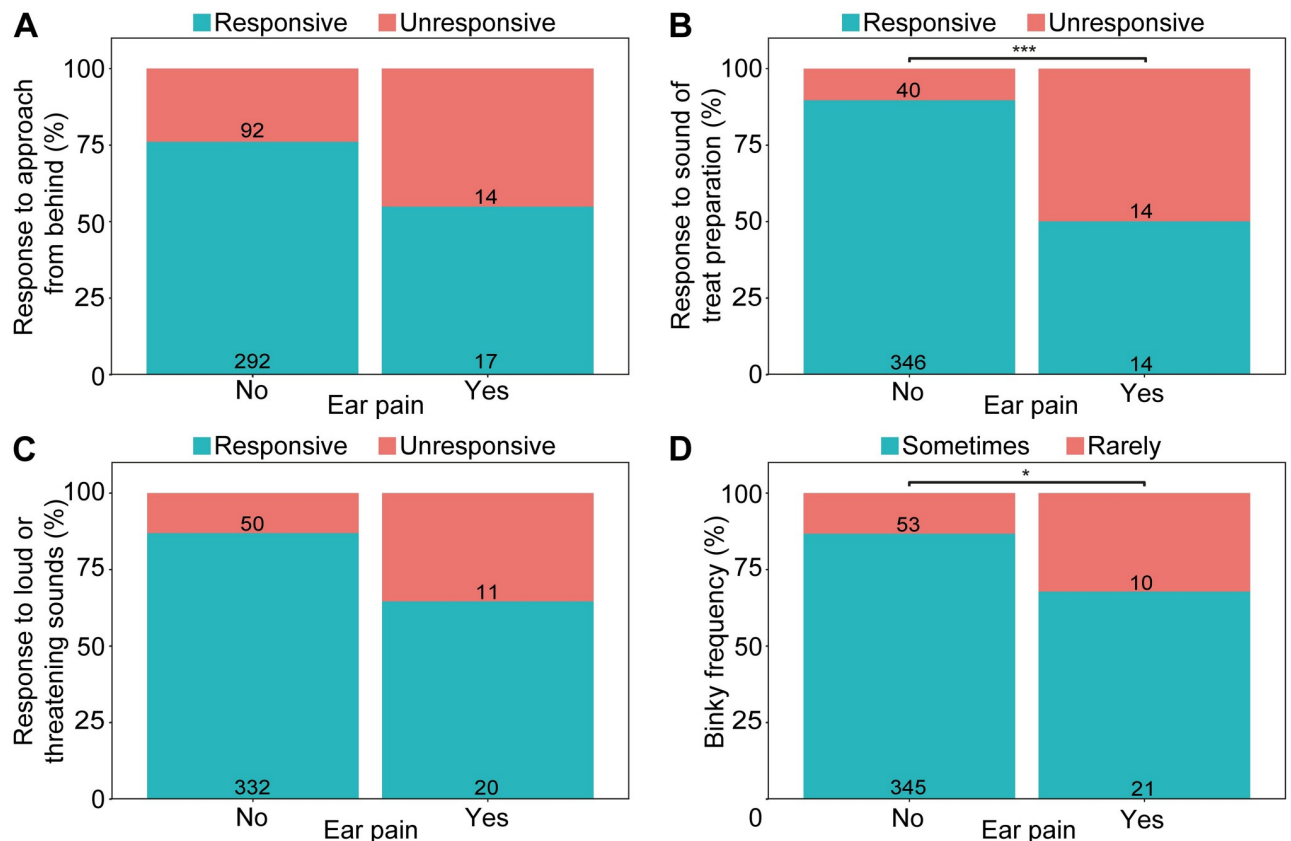 A
Responsive Unresponsive
Response to approach
from behind (%)
100
75
50
25
0
92
14
292
17
No Yes
Ear pain
B
Responsive Unresponsive
Response to sound of
treat preparation (%)
100
75
50
25
0
***
40
14
346
14
No Yes
Ear pain
C
Responsive Unresponsive
Response to loud or
threatening sounds (%)
100
75
50
25
0
50
11
332
20
No Yes
Ear pain
D
Sometimes Rarely
Binky frequency (%)
100
75
50
25
0
*
53
10
345
21
No Yes
Ear pain